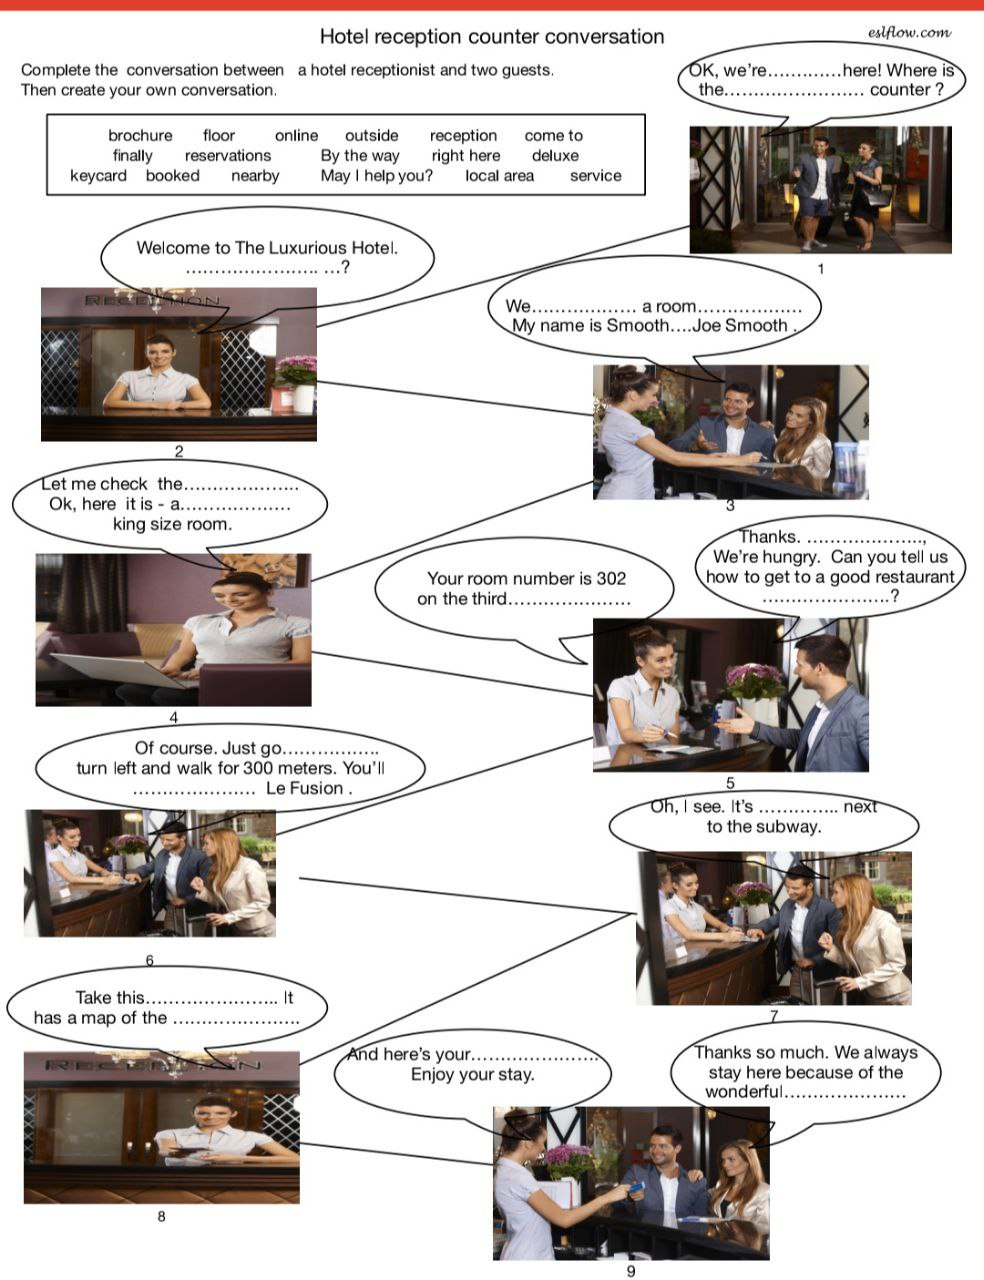 eslflow.com
Hotel reception counter conversation
Complete the conversation between a hotel receptionist and two guests.
Then create your own conversation.
brochure floor online outside reception come to
finally reservations By the way right here deluxe
keycard booked nearby May I help you? local area service
OK, we're.............here! Where is
the........................ counter ?
1
Welcome to The Luxurious Hotel.
....................... ...?
RECEPTION
2
We.................. a room..................
My name is Smooth....Joe Smooth .
3
Let me check the....................
Ok, here it is - a...................
king size room.
4
Your room number is 302
on the third.....................
Thanks. ....................,
We're hungry. Can you tell us
how to get to a good restaurant
......................?
5
Of course. Just go.................
turn left and walk for 300 meters. You'll
..................... Le Fusion .
6
Oh, I see. It's .............. next
to the subway.
7
Take this....................... It
has a map of the ......................
RECEPTION
8
And here's your......................
Enjoy your stay.
Thanks so much. We always
stay here because of the
wonderful.....................
9